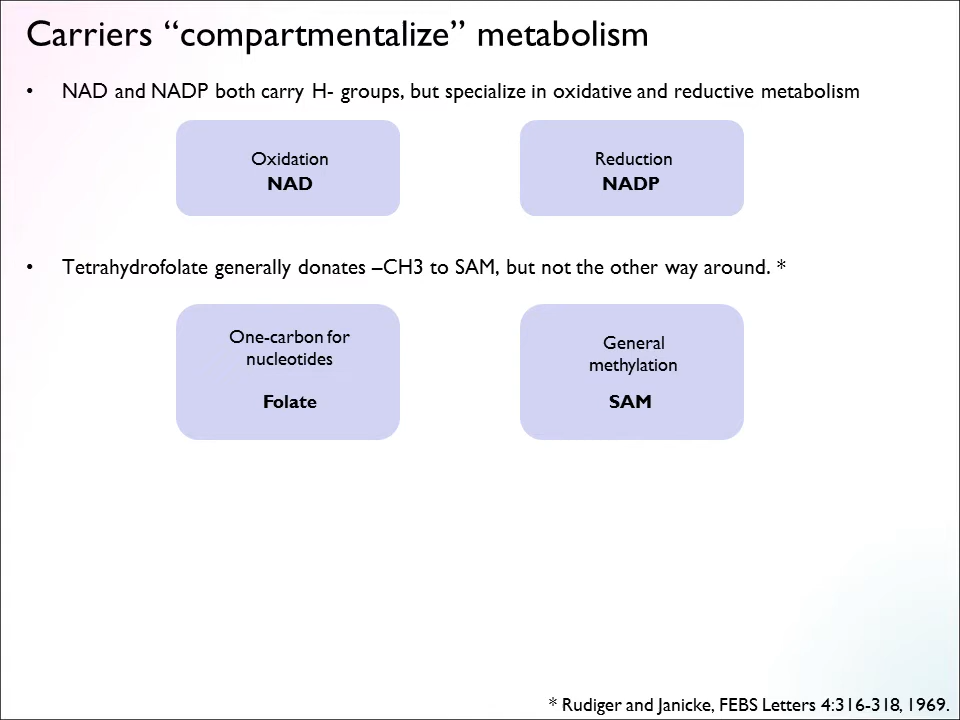 Carriers “compartmentalize” metabolism
• NAD and NADP both carry H- groups, but specialize in oxidative and reductive metabolism
Oxidation
NAD
Reduction
NADP
• Tetrahydrofolate generally donates –CH3 to SAM, but not the other way around. *
One-carbon for
nucleotides
Folate
General
methylation
SAM
* Rudiger and Janicke, FEBS Letters 4:316-318, 1969.